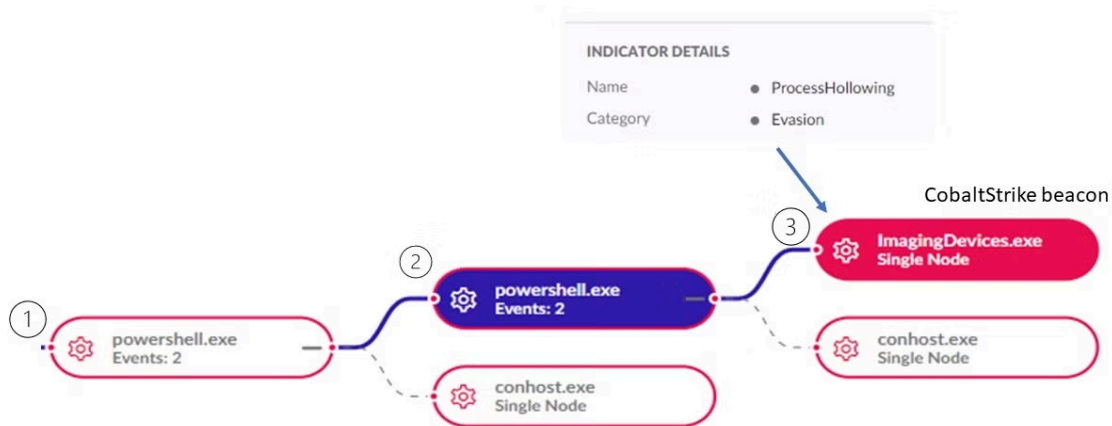 INDICATOR DETAILS
Name ProcessHollowing
Category Evasion
CobaltStrike beacon
3
ImagingDevices.exe
Single Node
2
powershell.exe
Events: 2
1
powershell.exe
Events: 2
conhost.exe
Single Node
conhost.exe
Single Node